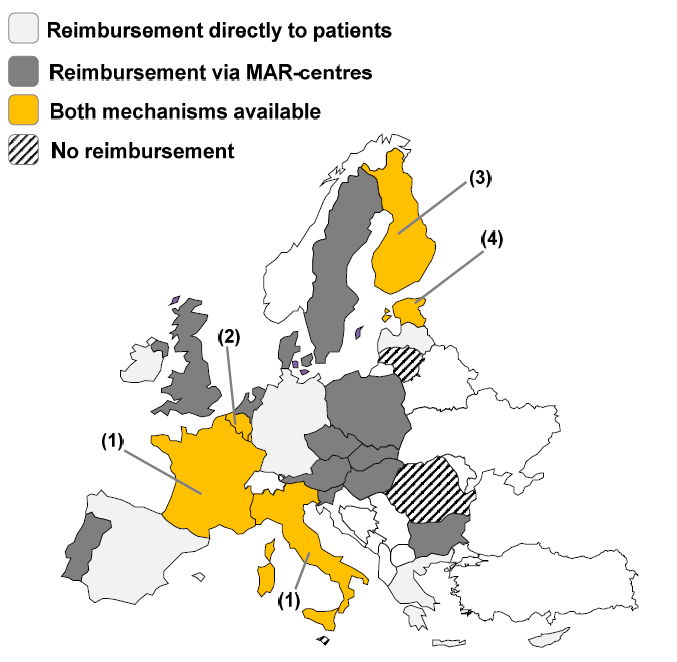 Reimbursement directly to patients
Reimbursement via MAR-centres
Both mechanisms available
No reimbursement
(3)
(4)
(2)
(1)
(1)